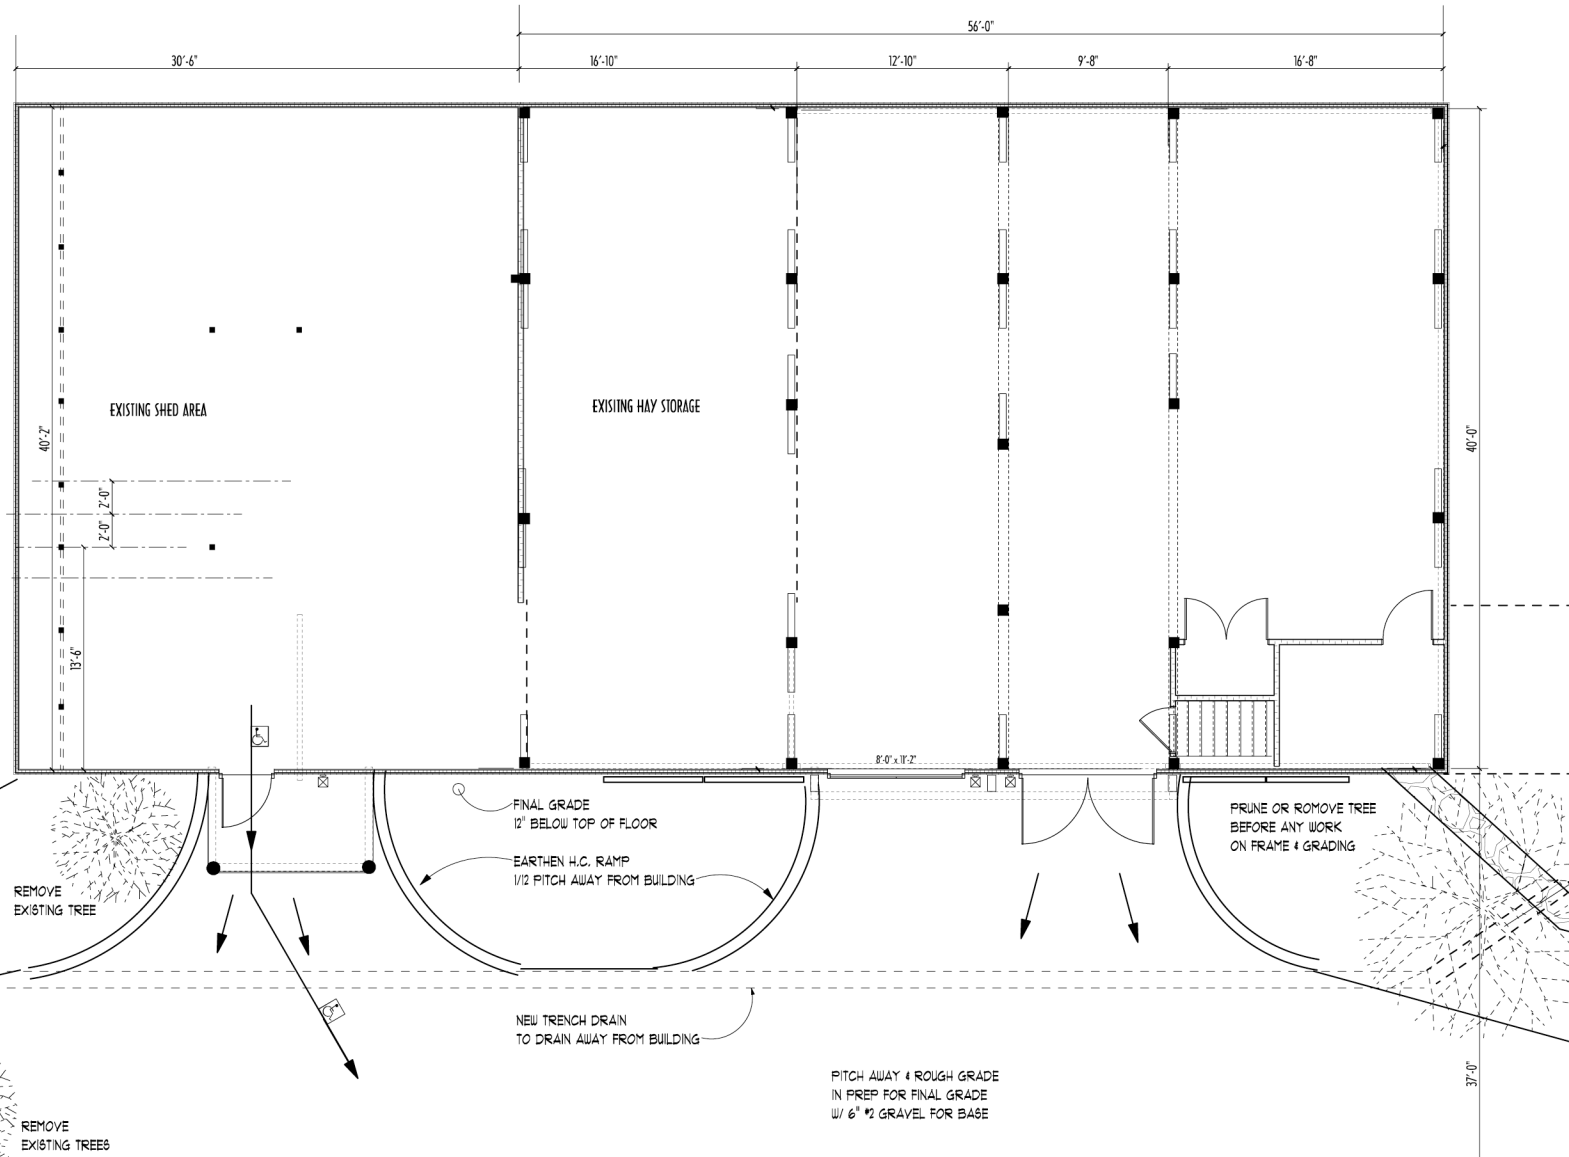 56'-0"
30'-6"
16'-10"
12'-10"
9'-8"
16'-8"
EXISTING SHED AREA
EXISITNG HAY STORAGE
40'-2"
40'-0"
2'-0"
2'-0"
13'-6"
8'-0" x 11'-2"
FINAL GRADE
12" BELOW TOP OF FLOOR
EARTHEN H.C. RAMP
1/12 PITCH AWAY FROM BUILDING
PRUNE OR ROMOVE TREE
BEFORE ANY WORK
ON FRAME & GRADING
REMOVE
EXISTING TREE
NEW TRENCH DRAIN
TO DRAIN AWAY FROM BUILDING
PITCH AWAY & ROUGH GRADE
IN PREP FOR FINAL GRADE
W/ 6" #2 GRAVEL FOR BASE
37'-0"
REMOVE
EXISTING TREES